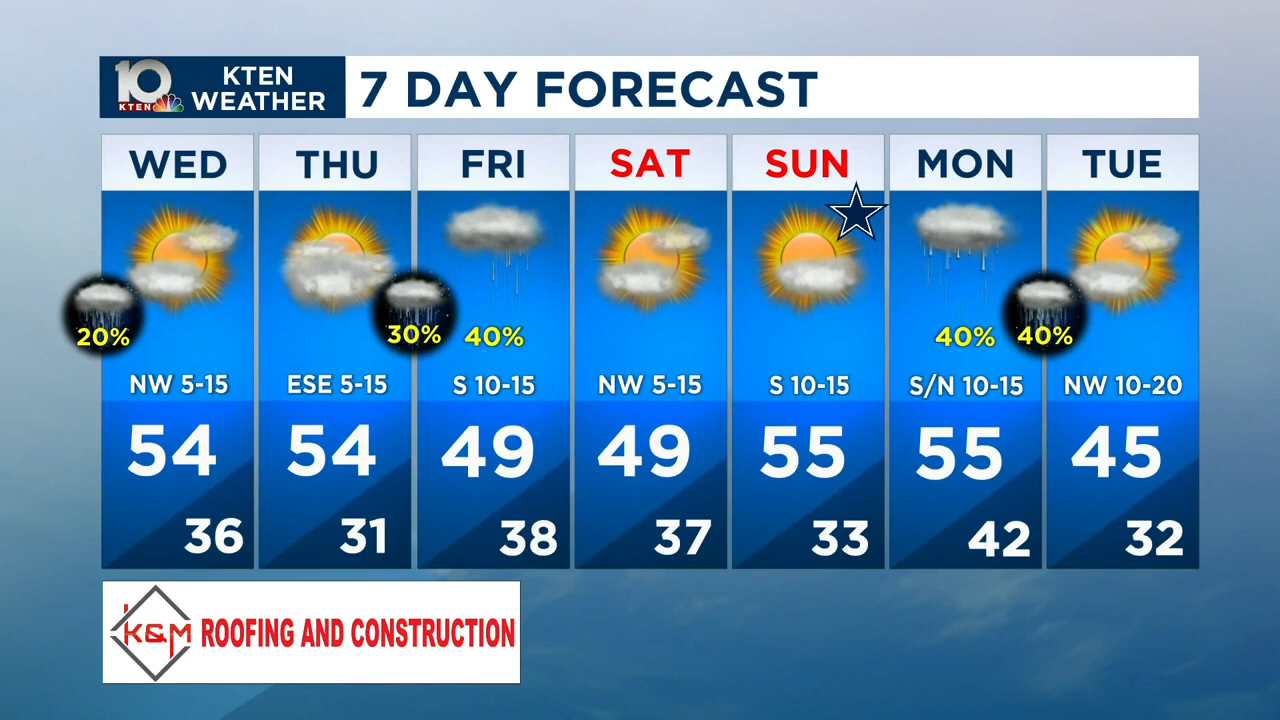 10
KTEN
KTEN
WEATHER
7 DAY FORECAST
WED THU FRI SAT SUN MON TUE
20% 30% 40% 40% 40%
NW 5-15 ESE 5-15 S 10-15 NW 5-15 S 10-15 S/N 10-15 NW 10-20
54 54 49 49 55 55 45
36 31 38 37 33 42 32
K&M ROOFING AND CONSTRUCTION